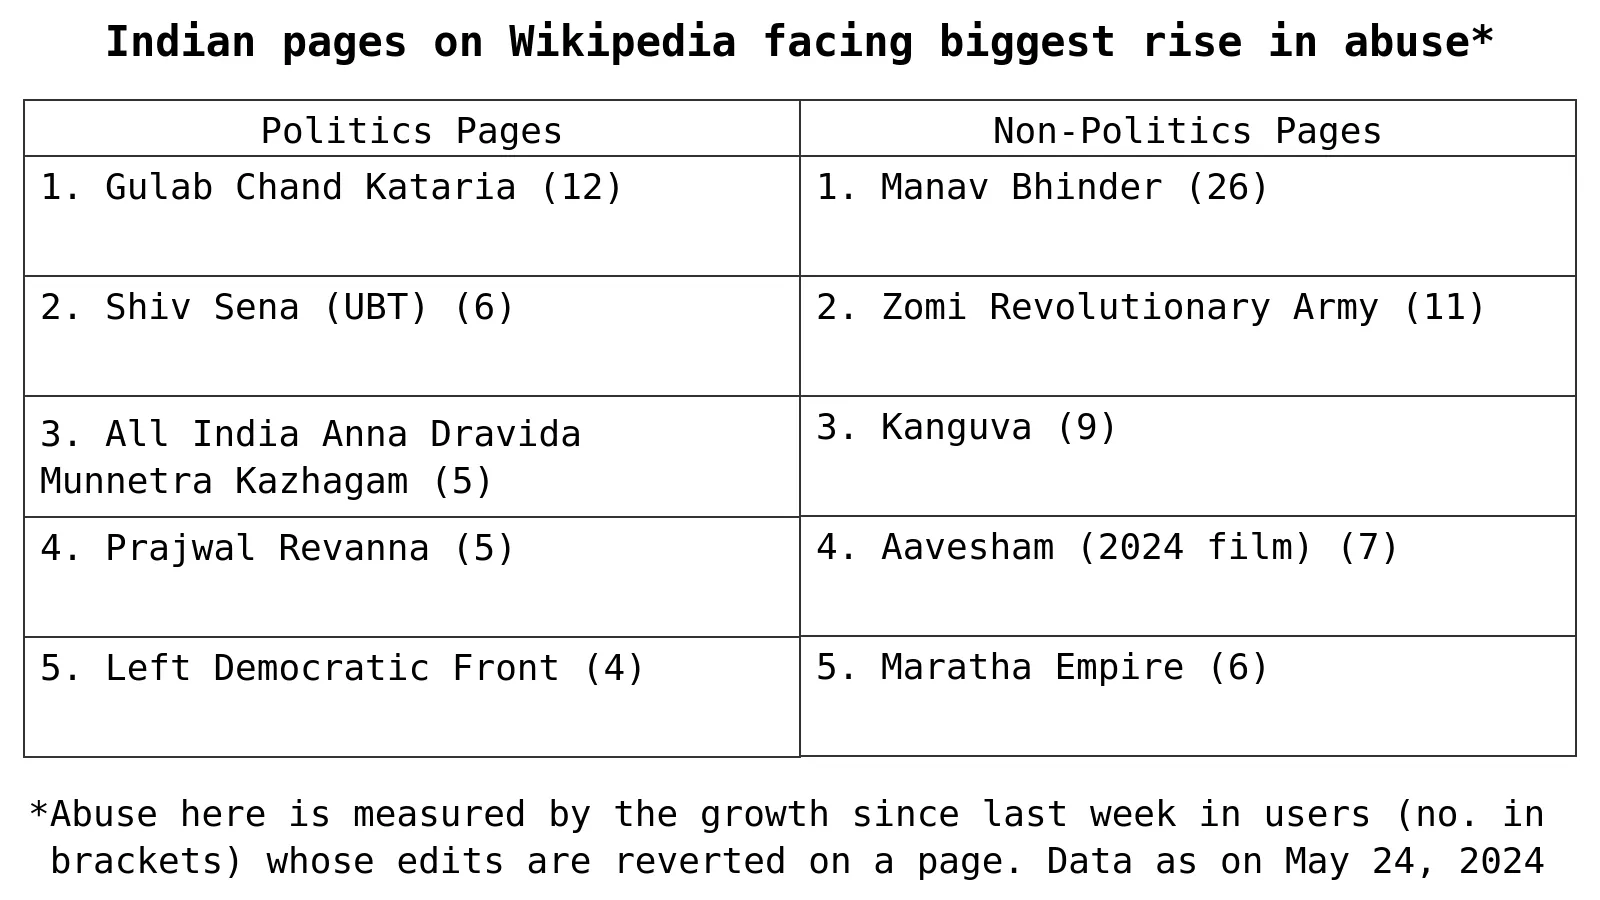 Indian pages on Wikipedia facing biggest rise in abuse*
Politics Pages
Non-Politics Pages
1. Gulab Chand Kataria (12)
1. Manav Bhinder (26)
2. Shiv Sena (UBT) (6)
2. Zomi Revolutionary Army (11)
3. All India Anna Dravida
Munnetra Kazhagam (5)
3. Kanguva (9)
4. Prajwal Revanna (5)
4. Aavesham (2024 film) (7)
5. Left Democratic Front (4)
5. Maratha Empire (6)
*Abuse here is measured by the growth since last week in users (no. in
brackets) whose edits are reverted on a page. Data as on May 24, 2024